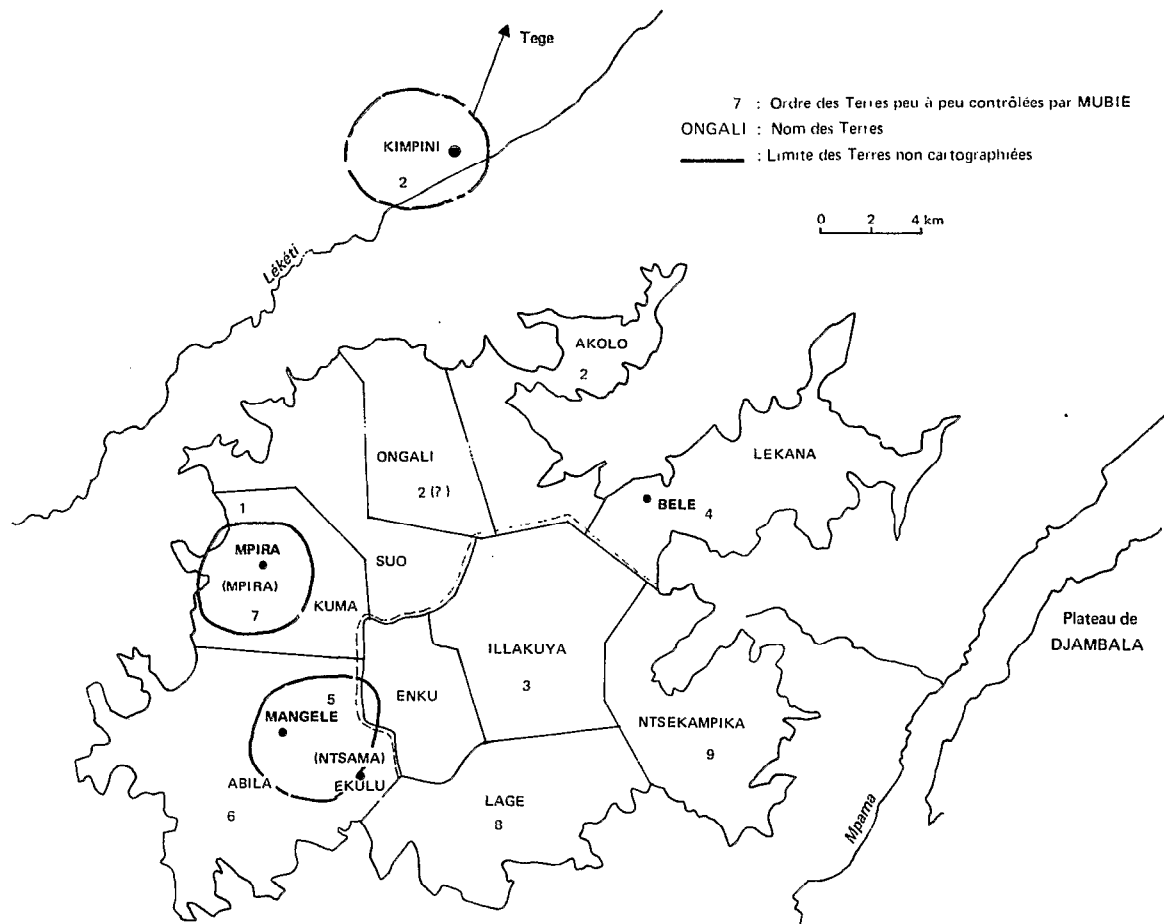 Tege
7 : Ordre des Terres peu à peu contrôlées par MUBIE
ONGALI : Nom des Terres
: Limite des Terres non cartographiées
0 2 4 km
KIMPINI
2
Lékéti
AKOLO
2
ONGALI
2 (?)
LEKANA
BELE 4
1
MPIRA
(MPIRA)
7
SUO
KUMA
ILLAKUYA
3
Plateau de
DJAMBALA
5
ENKU
MANGELE
(NTSAMA)
EKULU
ABILA
6
NTSEKAMPIKA
9
LAGE
8
Mpama